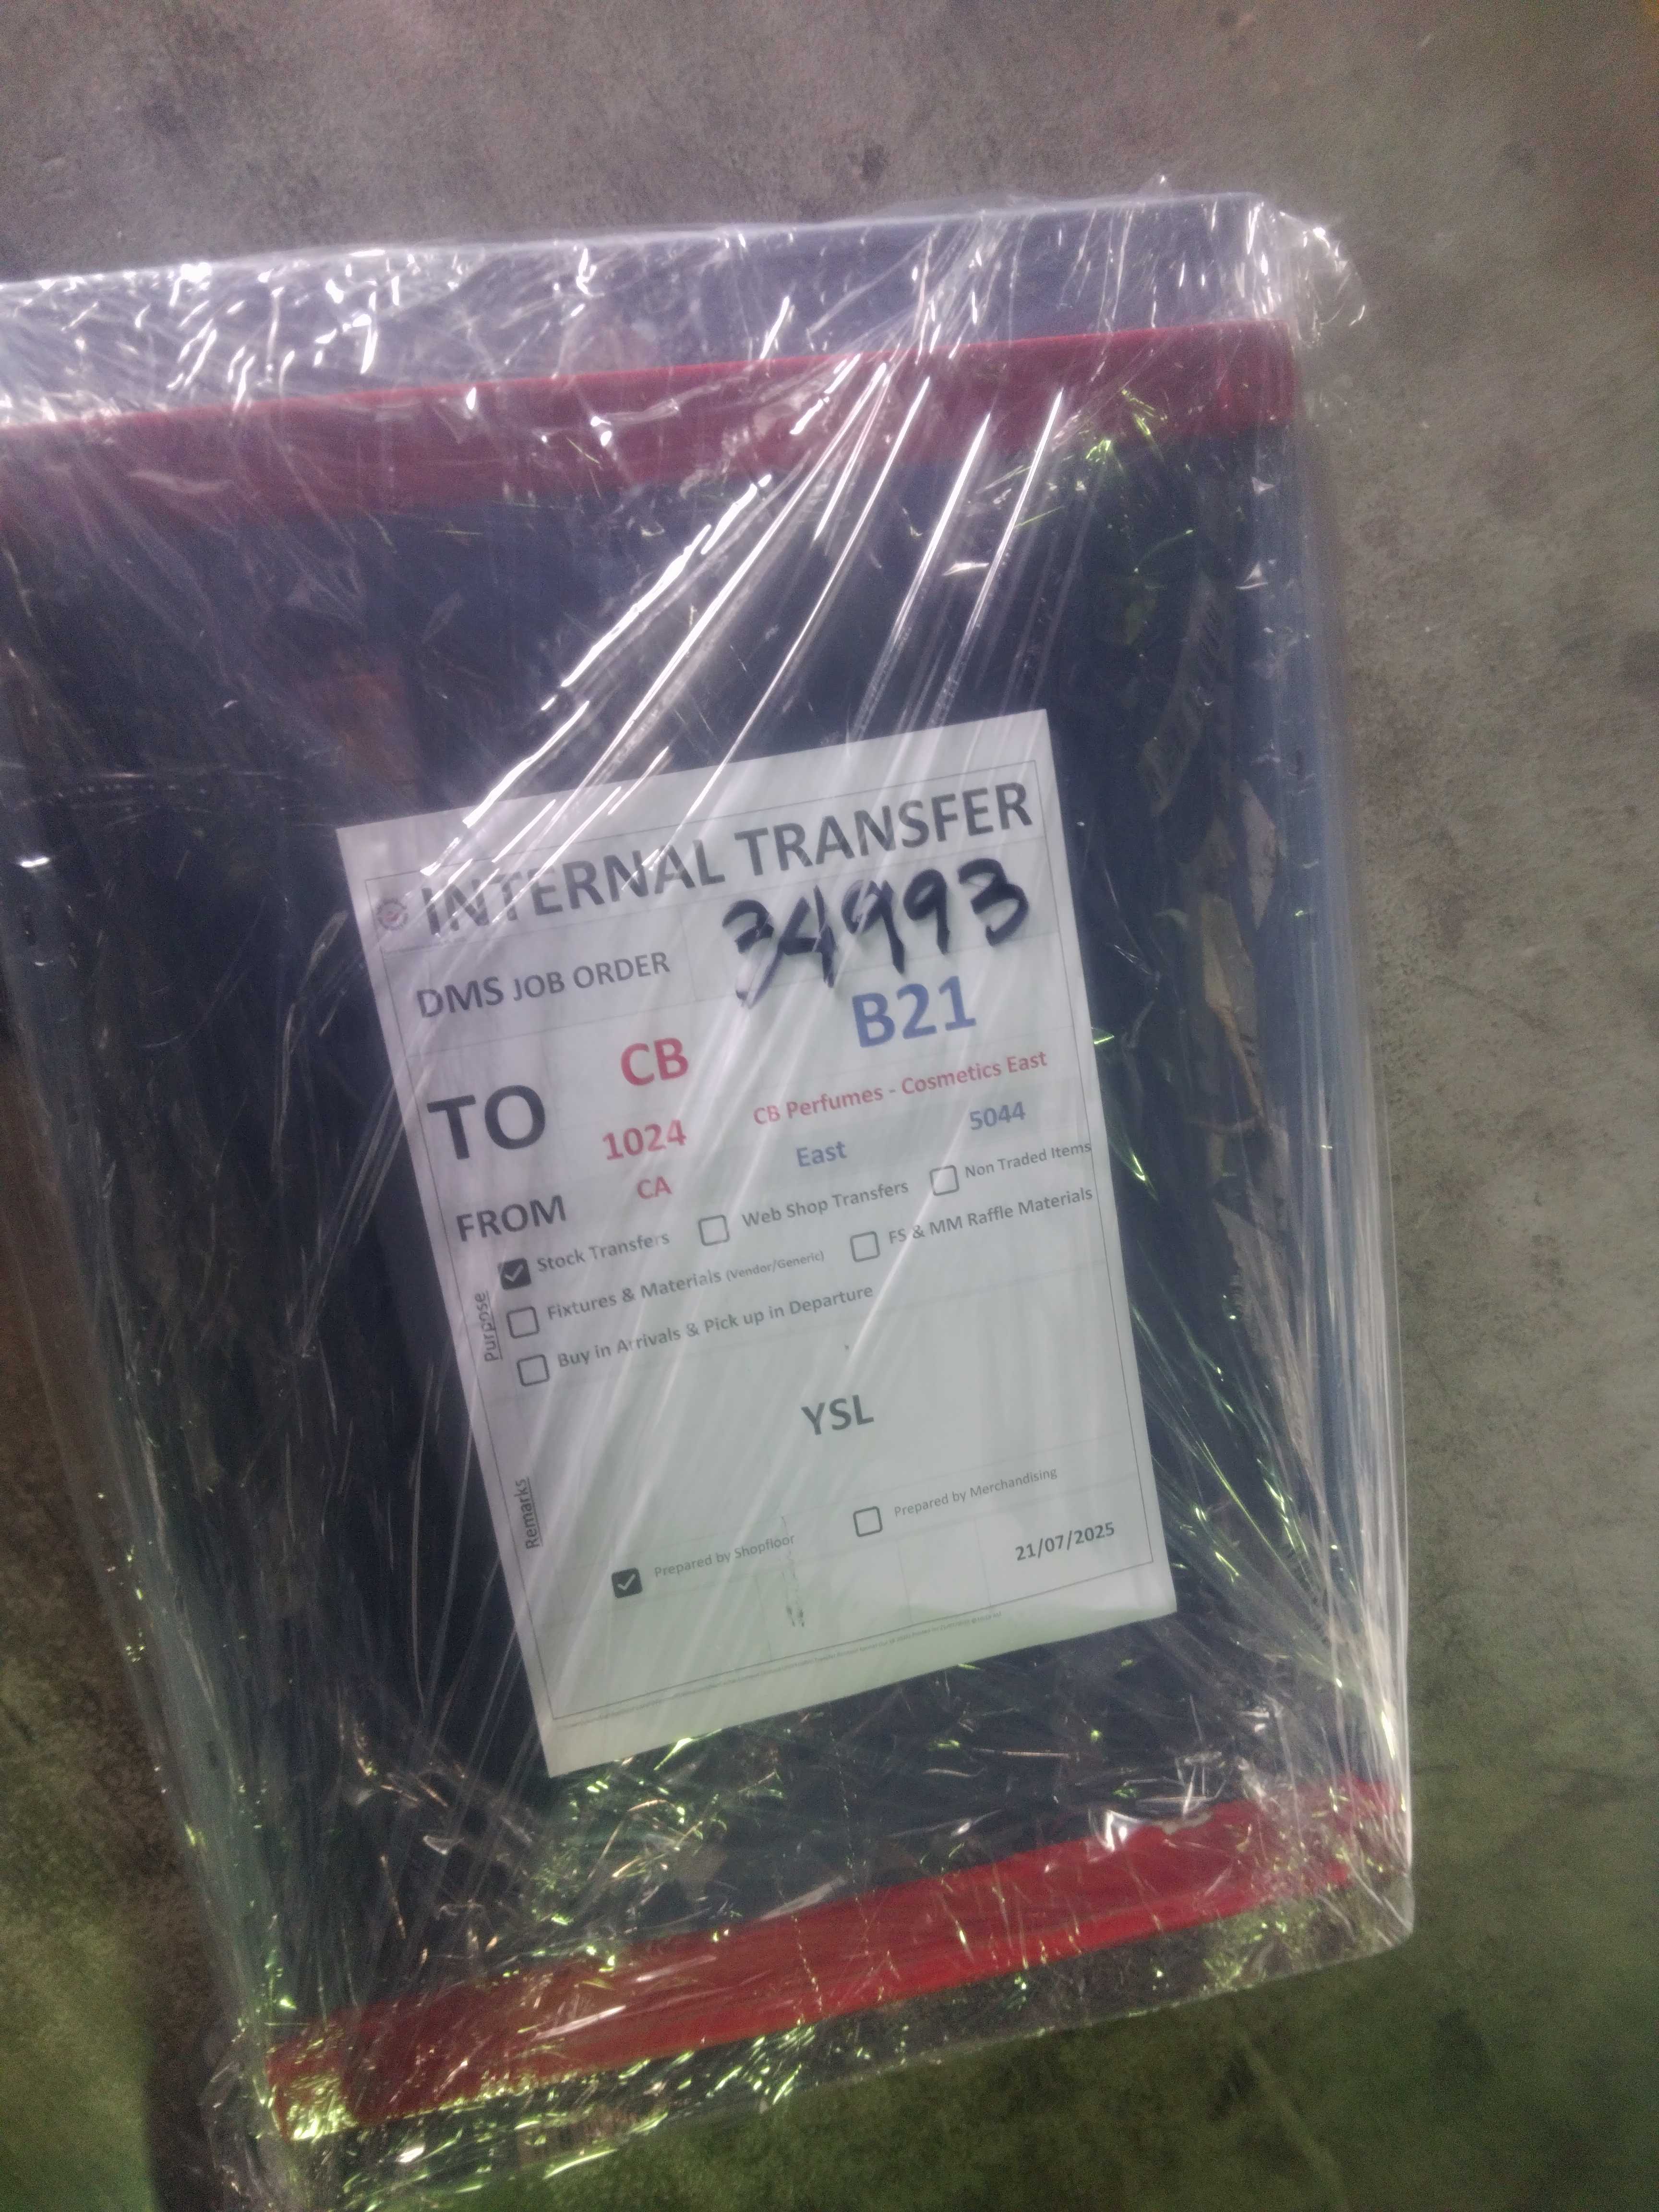 INTERNAL TRANSFER
DMS JOB ORDER 34993
TO CB B21
1024 CB Perfumes - Cosmetics East
FROM CA East 5044
Purpose
Stock Transfers Web Shop Transfers Non Traded Items
Fixtures & Materials (Vendor/Generic) FS & MM Raffle Materials
Buy in Arrivals & Pick up in Departure
Remarks
YSL
Prepared by Shopfloor Prepared by Merchandising
21/07/2025